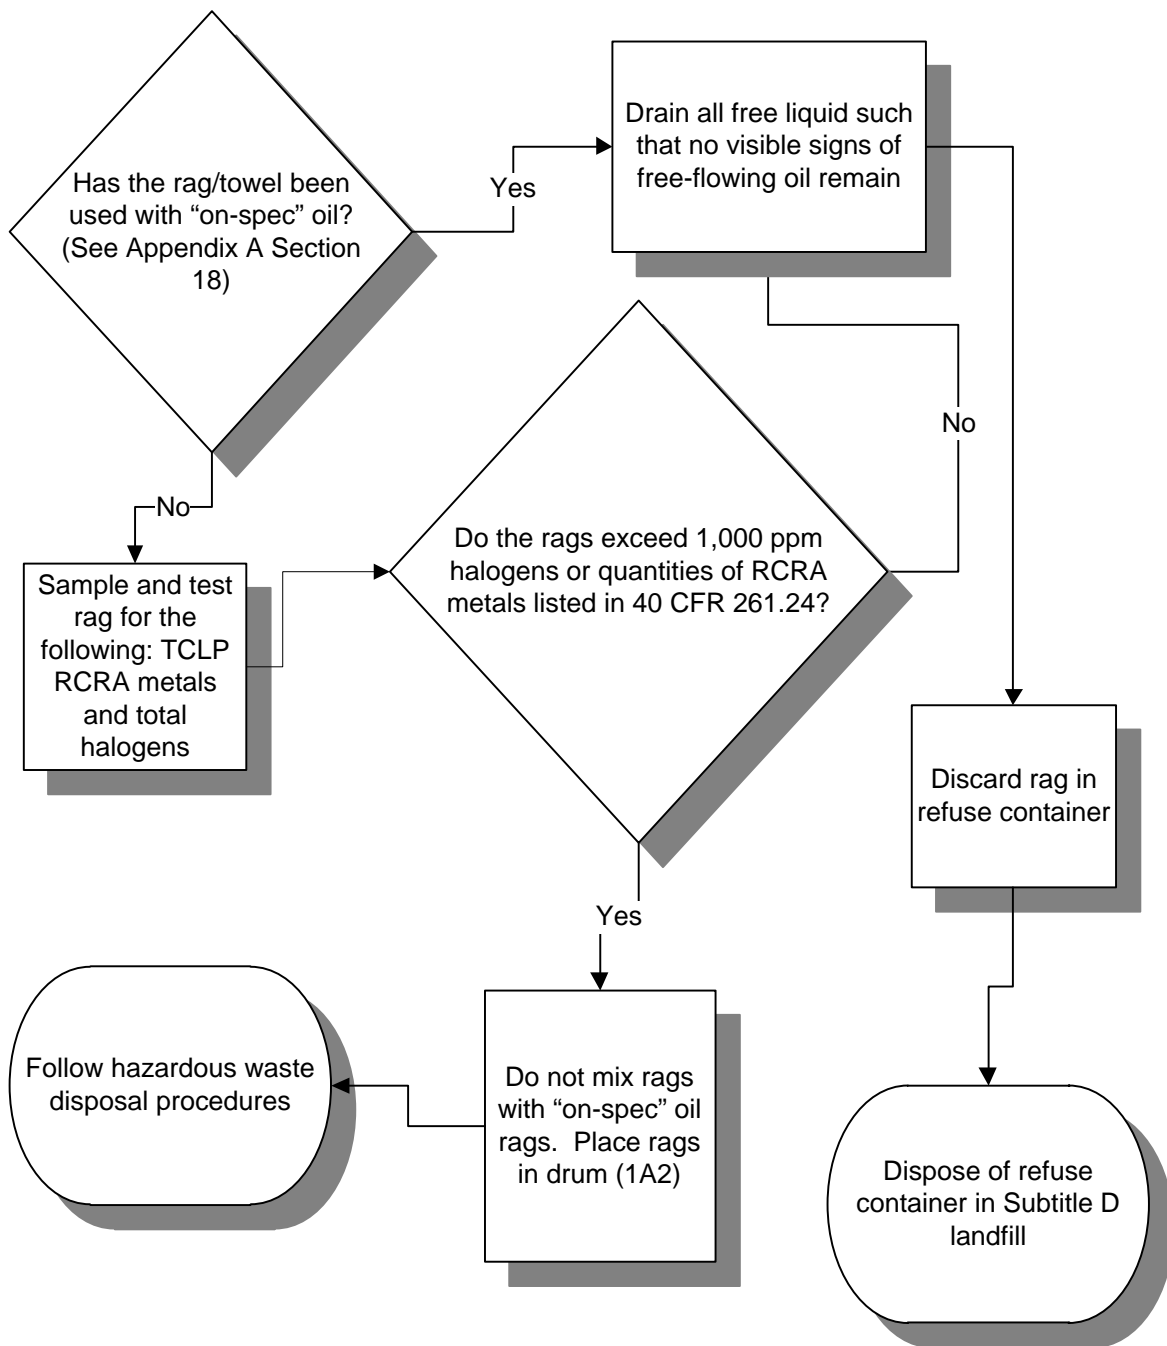 Has the rag/towel been
used with “on-spec” oil?
(See Appendix A Section
18)
Yes
Drain all free liquid such
that no visible signs of
free-flowing oil remain
No
Sample and test
rag for the
following: TCLP
RCRA metals
and total
halogens
Do the rags exceed 1,000 ppm
halogens or quantities of RCRA
metals listed in 40 CFR 261.24?
No
Yes
Discard rag in
refuse container
Do not mix rags
with “on-spec” oil
rags.  Place rags
in drum (1A2)
Follow hazardous waste
disposal procedures
Dispose of refuse
container in Subtitle D
landfill